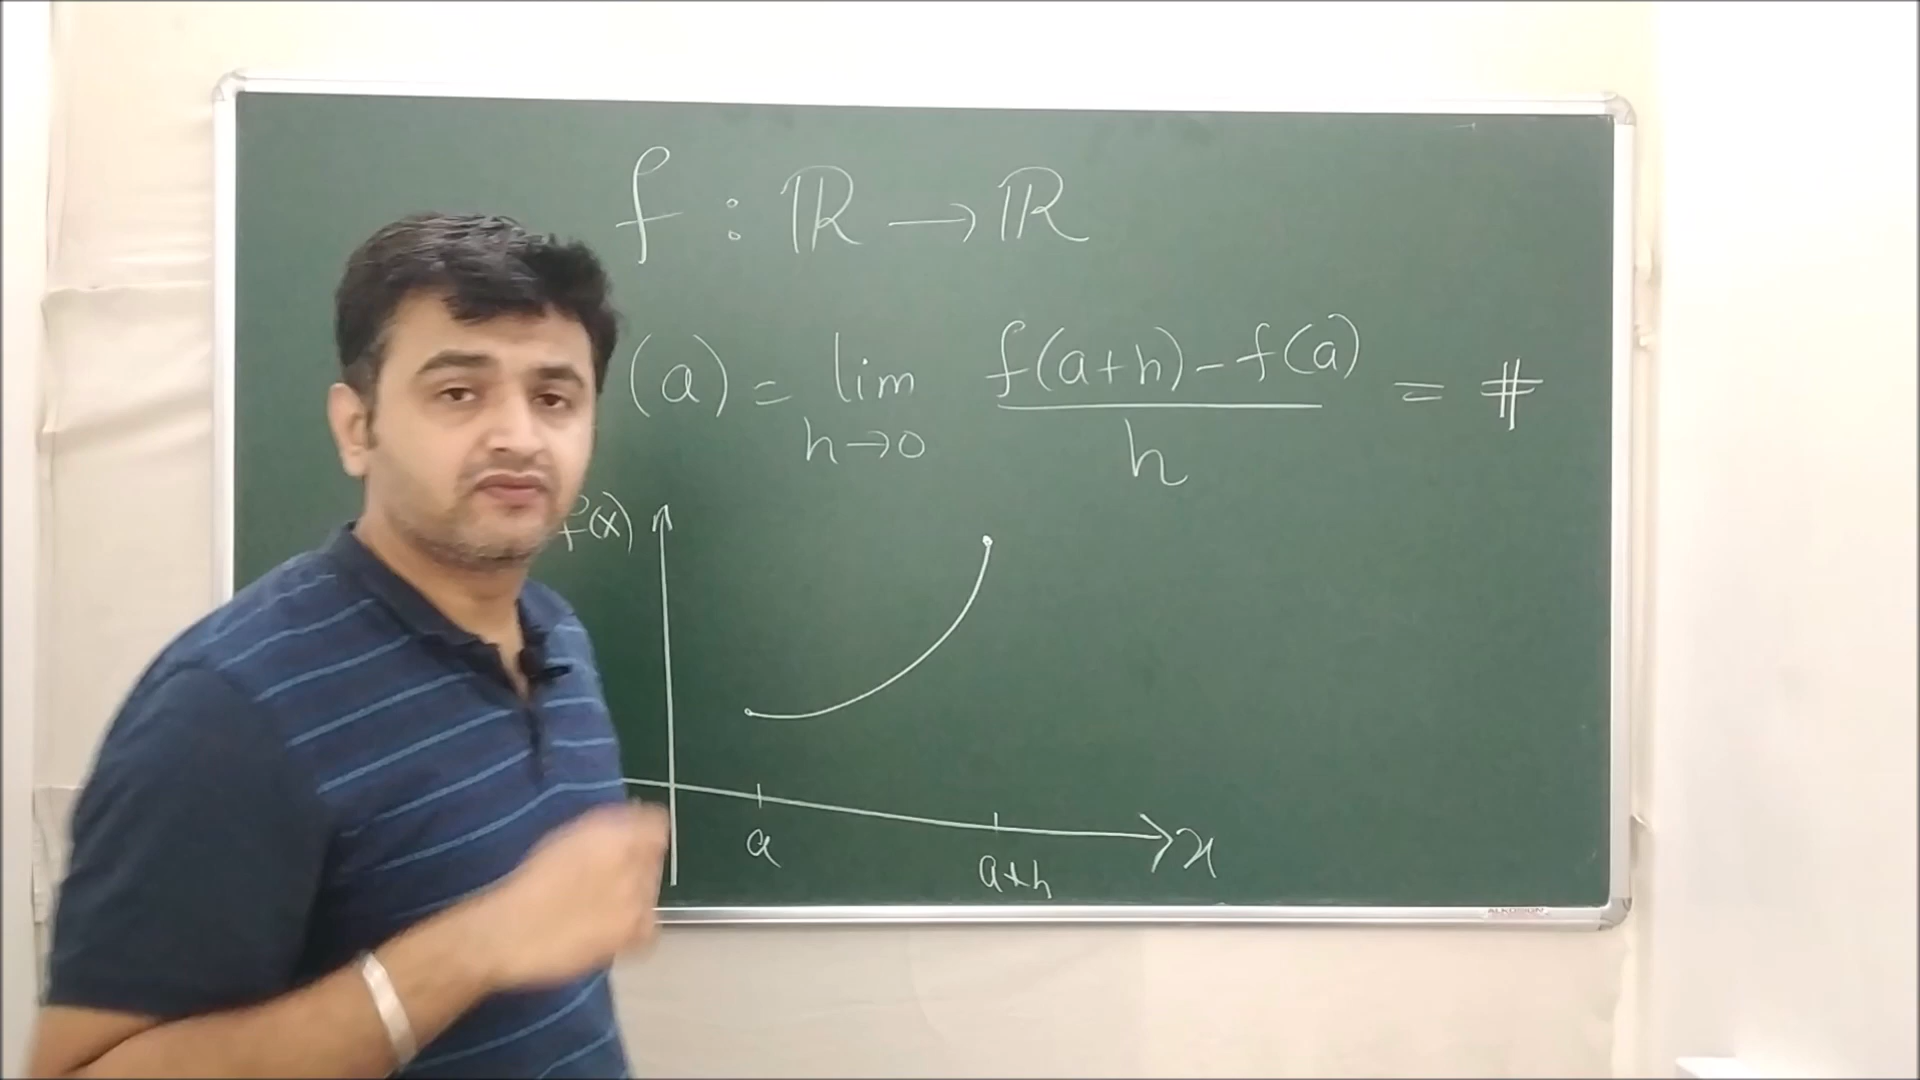 f : ℝ → ℝ
(a) = lim h→0 f(a+h) - f(a) / h = #
f(x)
a
a+h
x